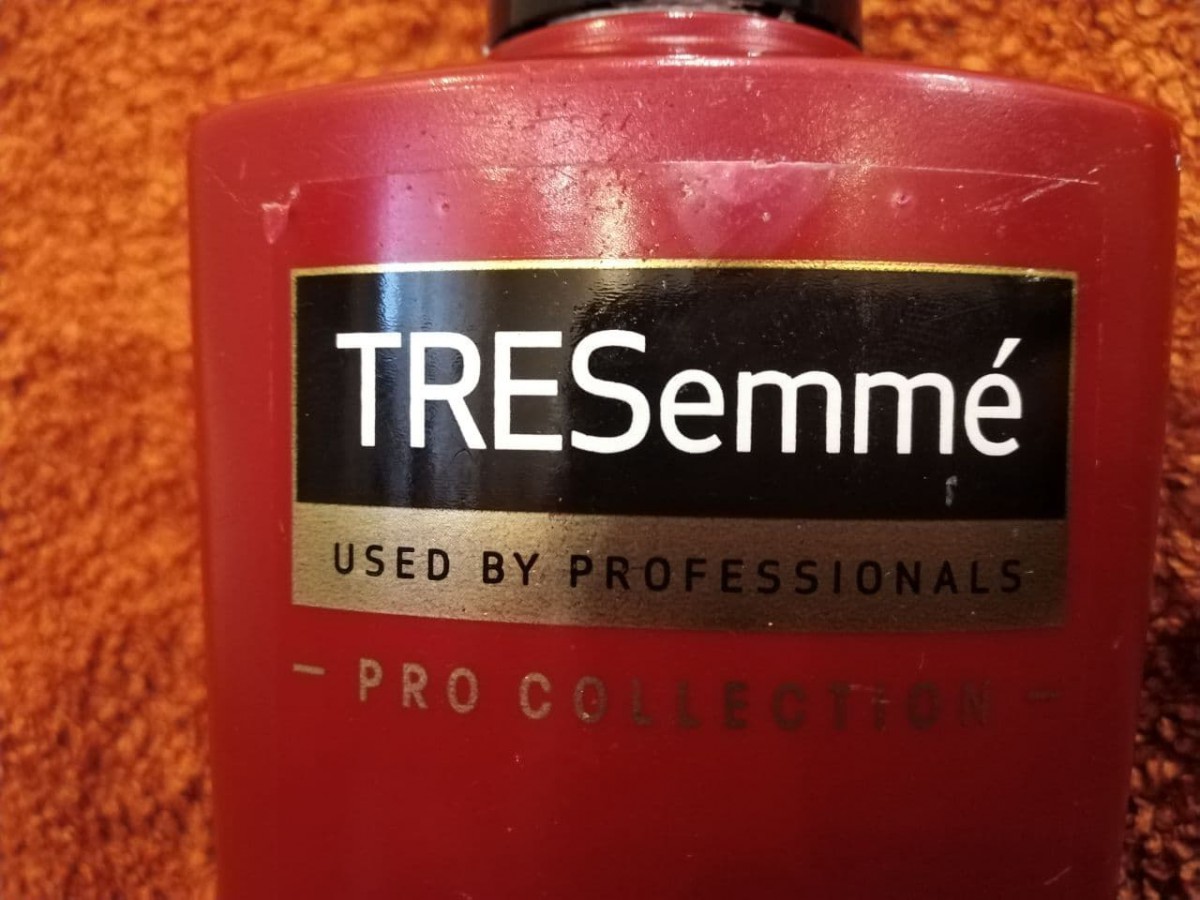 TRESemmé
USED BY PROFESSIONALS
— PRO COLLECTION —